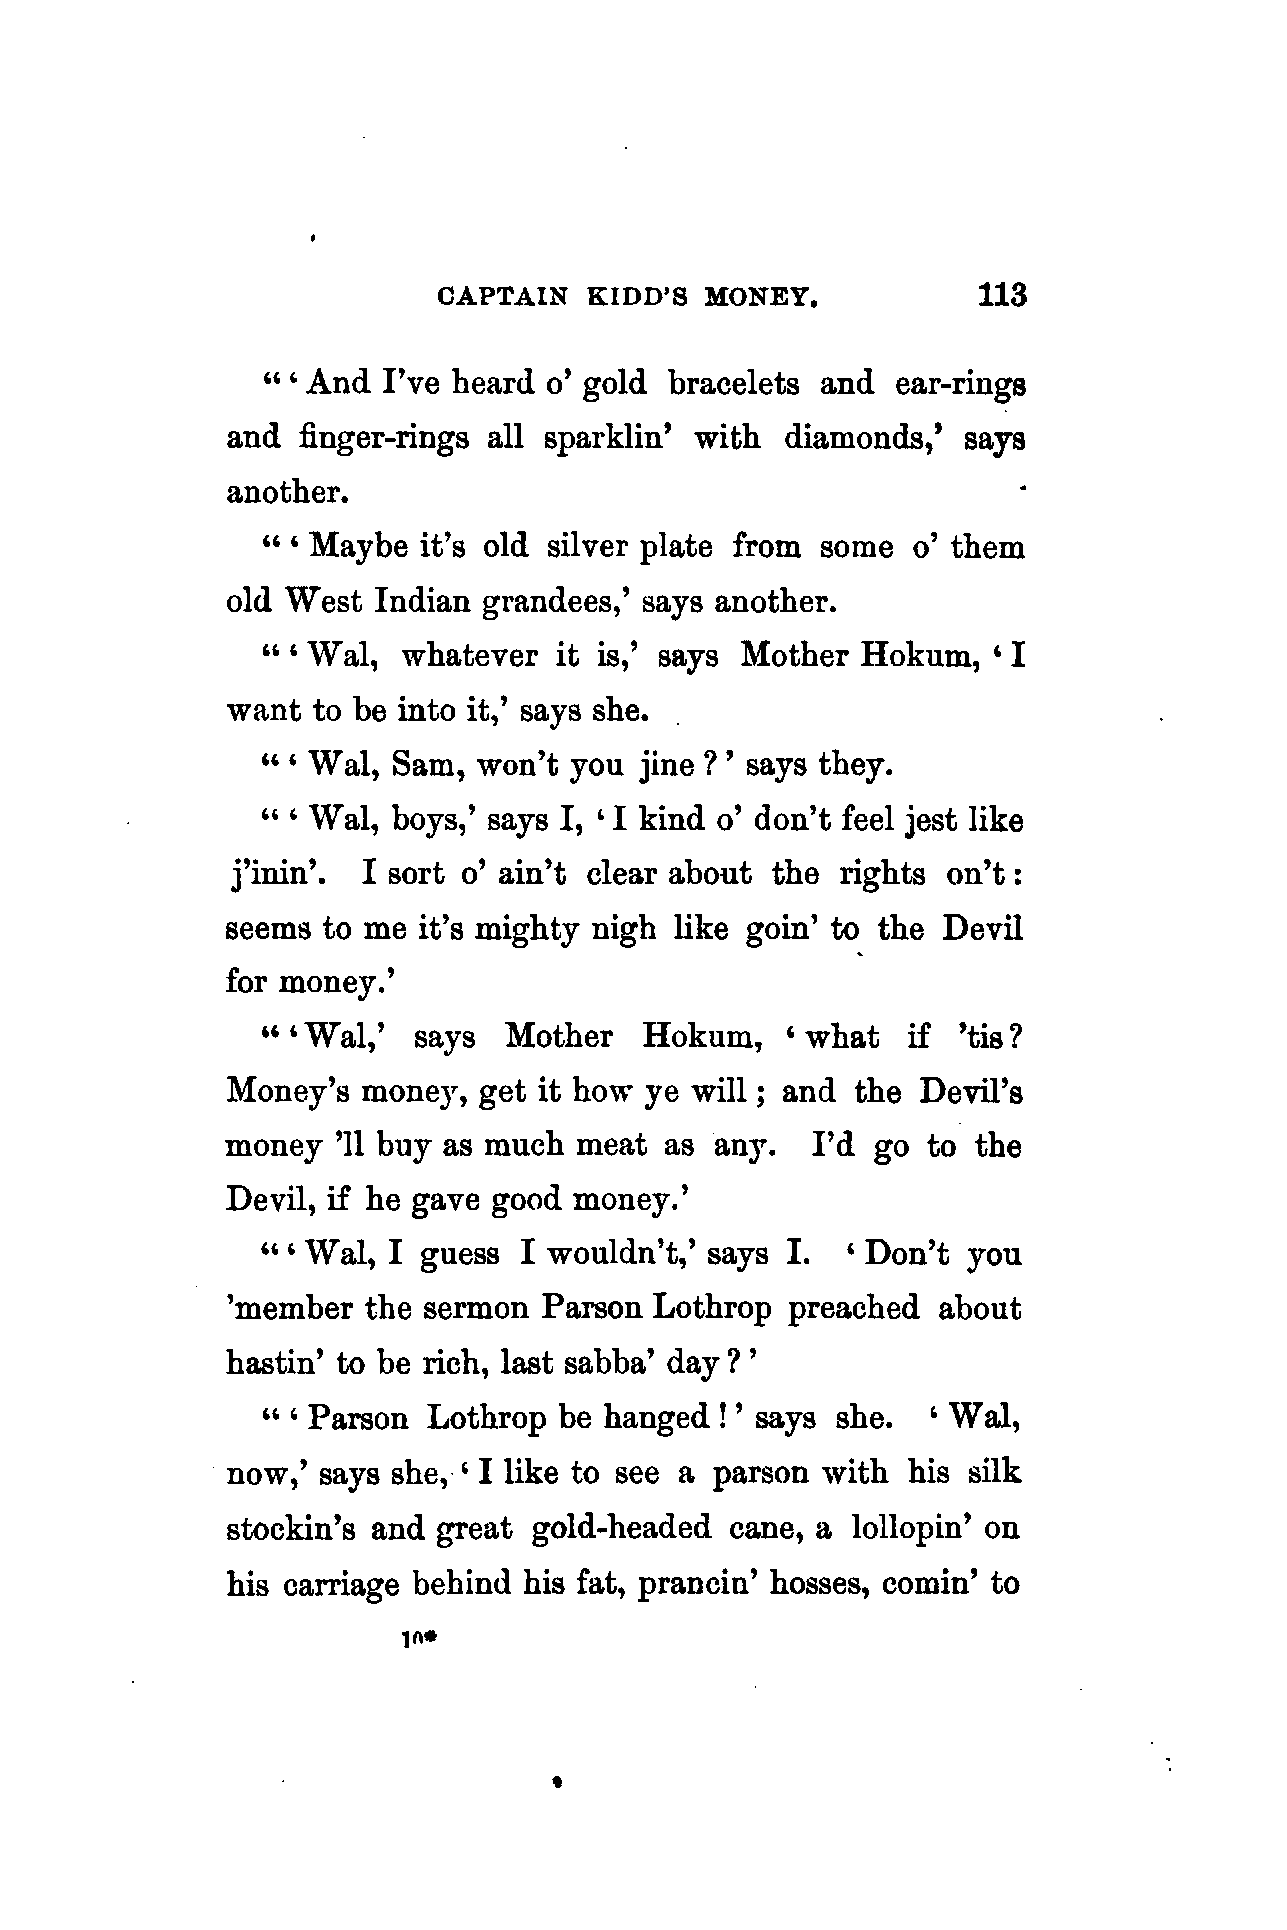 CAPTAIN KIDD'S MONEY. 113
“‘And I've heard o' gold bracelets and ear-rings
and finger-rings all sparklin' with diamonds,’ says
another.
“‘Maybe it's old silver plate from some o' them
old West Indian grandees,’ says another.
“‘Wal, whatever it is,’ says Mother Hokum, ‘I
want to be into it,’ says she.
“‘Wal, Sam, won't you jine?’ says they.
“‘Wal, boys,’ says I, ‘I kind o' don't feel jest like
j'inin'. I sort o' ain't clear about the rights on't:
seems to me it's mighty nigh like goin' to the Devil
for money.’
“‘Wal,’ says Mother Hokum, ‘what if 'tis?
Money's money, get it how ye will; and the Devil's
money 'll buy as much meat as any. I'd go to the
Devil, if he gave good money.’
“‘Wal, I guess I wouldn't,’ says I. ‘Don't you
'member the sermon Parson Lothrop preached about
hastin' to be rich, last sabba' day?’
“‘Parson Lothrop be hanged!’ says she. ‘Wal,
now,’ says she, ‘I like to see a parson with his silk
stockin's and great gold-headed cane, a lollopin' on
his carriage behind his fat, prancin' hosses, comin' to
10*